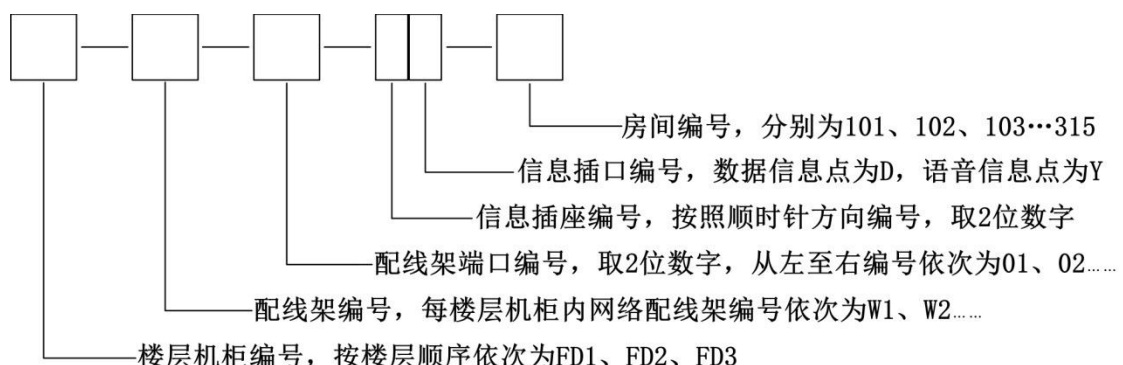 房间编号，分别为101、102、103…315
信息插口编号，数据信息点为D，语音信息点为Y
信息插座编号，按照顺时针方向编号，取2位数字
配线架端口编号，取2位数字，从左至右编号依次为01、02……
配线架编号，每楼层机柜内网络配线架编号依次为W1、W2……
楼层机柜编号，按楼层顺序依次为FD1、FD2、FD3